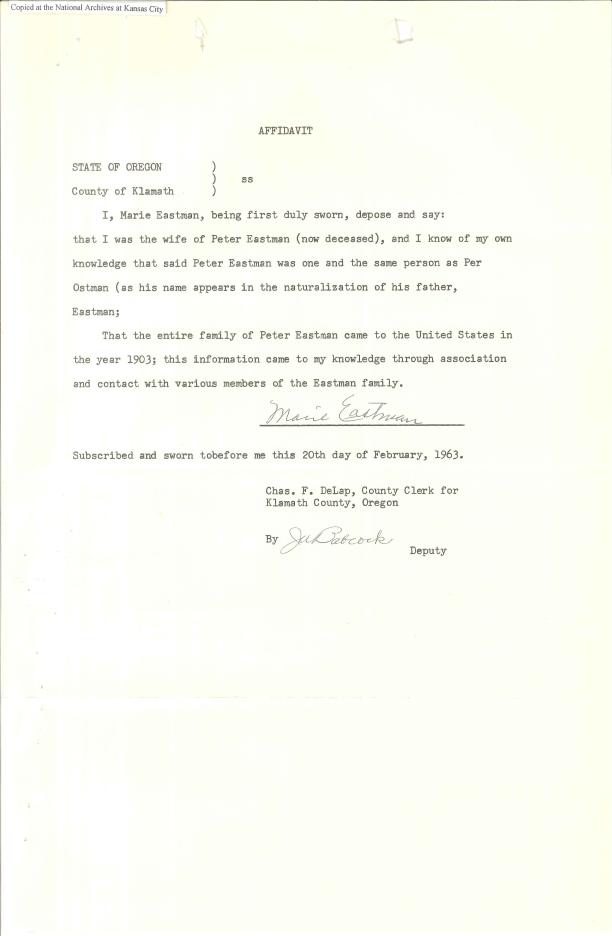 Copied at the National Archives at Kansas City
AFFIDAVIT
STATE OF OREGON )
) ss
County of Klamath )
I, Marie Eastman, being first duly sworn, depose and say:
that I was the wife of Peter Eastman (now deceased), and I know of my own
knowledge that said Peter Eastman was one and the same person as Per
Ostman (as his name appears in the naturalization of his father,
Eastman;
That the entire family of Peter Eastman came to the United States in
the year 1903; this information came to my knowledge through association
and contact with various members of the Eastman family.
Marie Eastman
Subscribed and sworn tobefore me this 20th day of February, 1963.
Chas. F. DeLap, County Clerk for
Klamath County, Oregon
By Babcock
Deputy